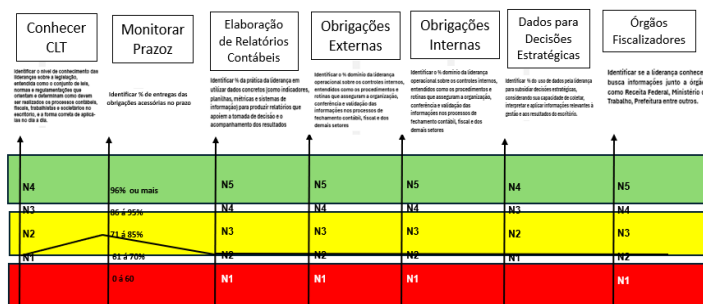 Conhecer
CLT
Identificar o nível de conhecimento das
lideranças sobre a legislação,
entendida como o conjunto de leis,
normas e regulamentações que
orientam e determinam como devem
ser realizados os processos contábeis,
fiscais, trabalhistas e societários no
escritório, e a forma correta de aplicá-
las no dia a dia.
Monitorar
Prazoz
Identificar % de entregas das
obrigações acessórias no prazo
Elaboração
de Relatórios
Contábeis
Identificar % da prática da liderança em
utilizar dados concretos (como indicadores,
planilhas, métricas e sistemas de
informação) para produzir relatórios que
apoiem a tomada de decisão e o
acompanhamento dos resultados
Obrigações
Externas
Identificar o % domínio da liderança
operacional sobre os controles internos,
entendidos como os procedimentos e
rotinas que asseguram a organização,
conferência e validação das
informações nos processos de
fechamento contábil, fiscal e dos
demais setores
Obrigações
Internas
Identificar o % domínio da liderança
operacional sobre os controles internos,
entendidos como os procedimentos e
rotinas que asseguram a organização,
conferência e validação das
informações nos processos de
fechamento contábil, fiscal e dos
demais setores
Dados para
Decisões
Estratégicas
Identificar % do uso de dados pela liderança
para subsidiar decisões estratégicas,
considerando sua capacidade de coletar,
interpretar e aplicar informações relevantes à
gestão e aos resultados do escritório.
Órgãos
Fiscalizadores
Identificar se a liderança conhece
busca informações junto a órgão
como Receita Federal, Ministério d
Trabalho, Prefeitura entre outros.
N4
N3
N2
N1
96% ou mais
86 á 95%
71 á 85%
61 á 70%
0 á 60
N5
N4
N3
N2
N1
N5
N4
N3
N2
N1
N5
N4
N3
N2
N1
N4
N3
N2
N1
N5
N4
N3
N2
N1